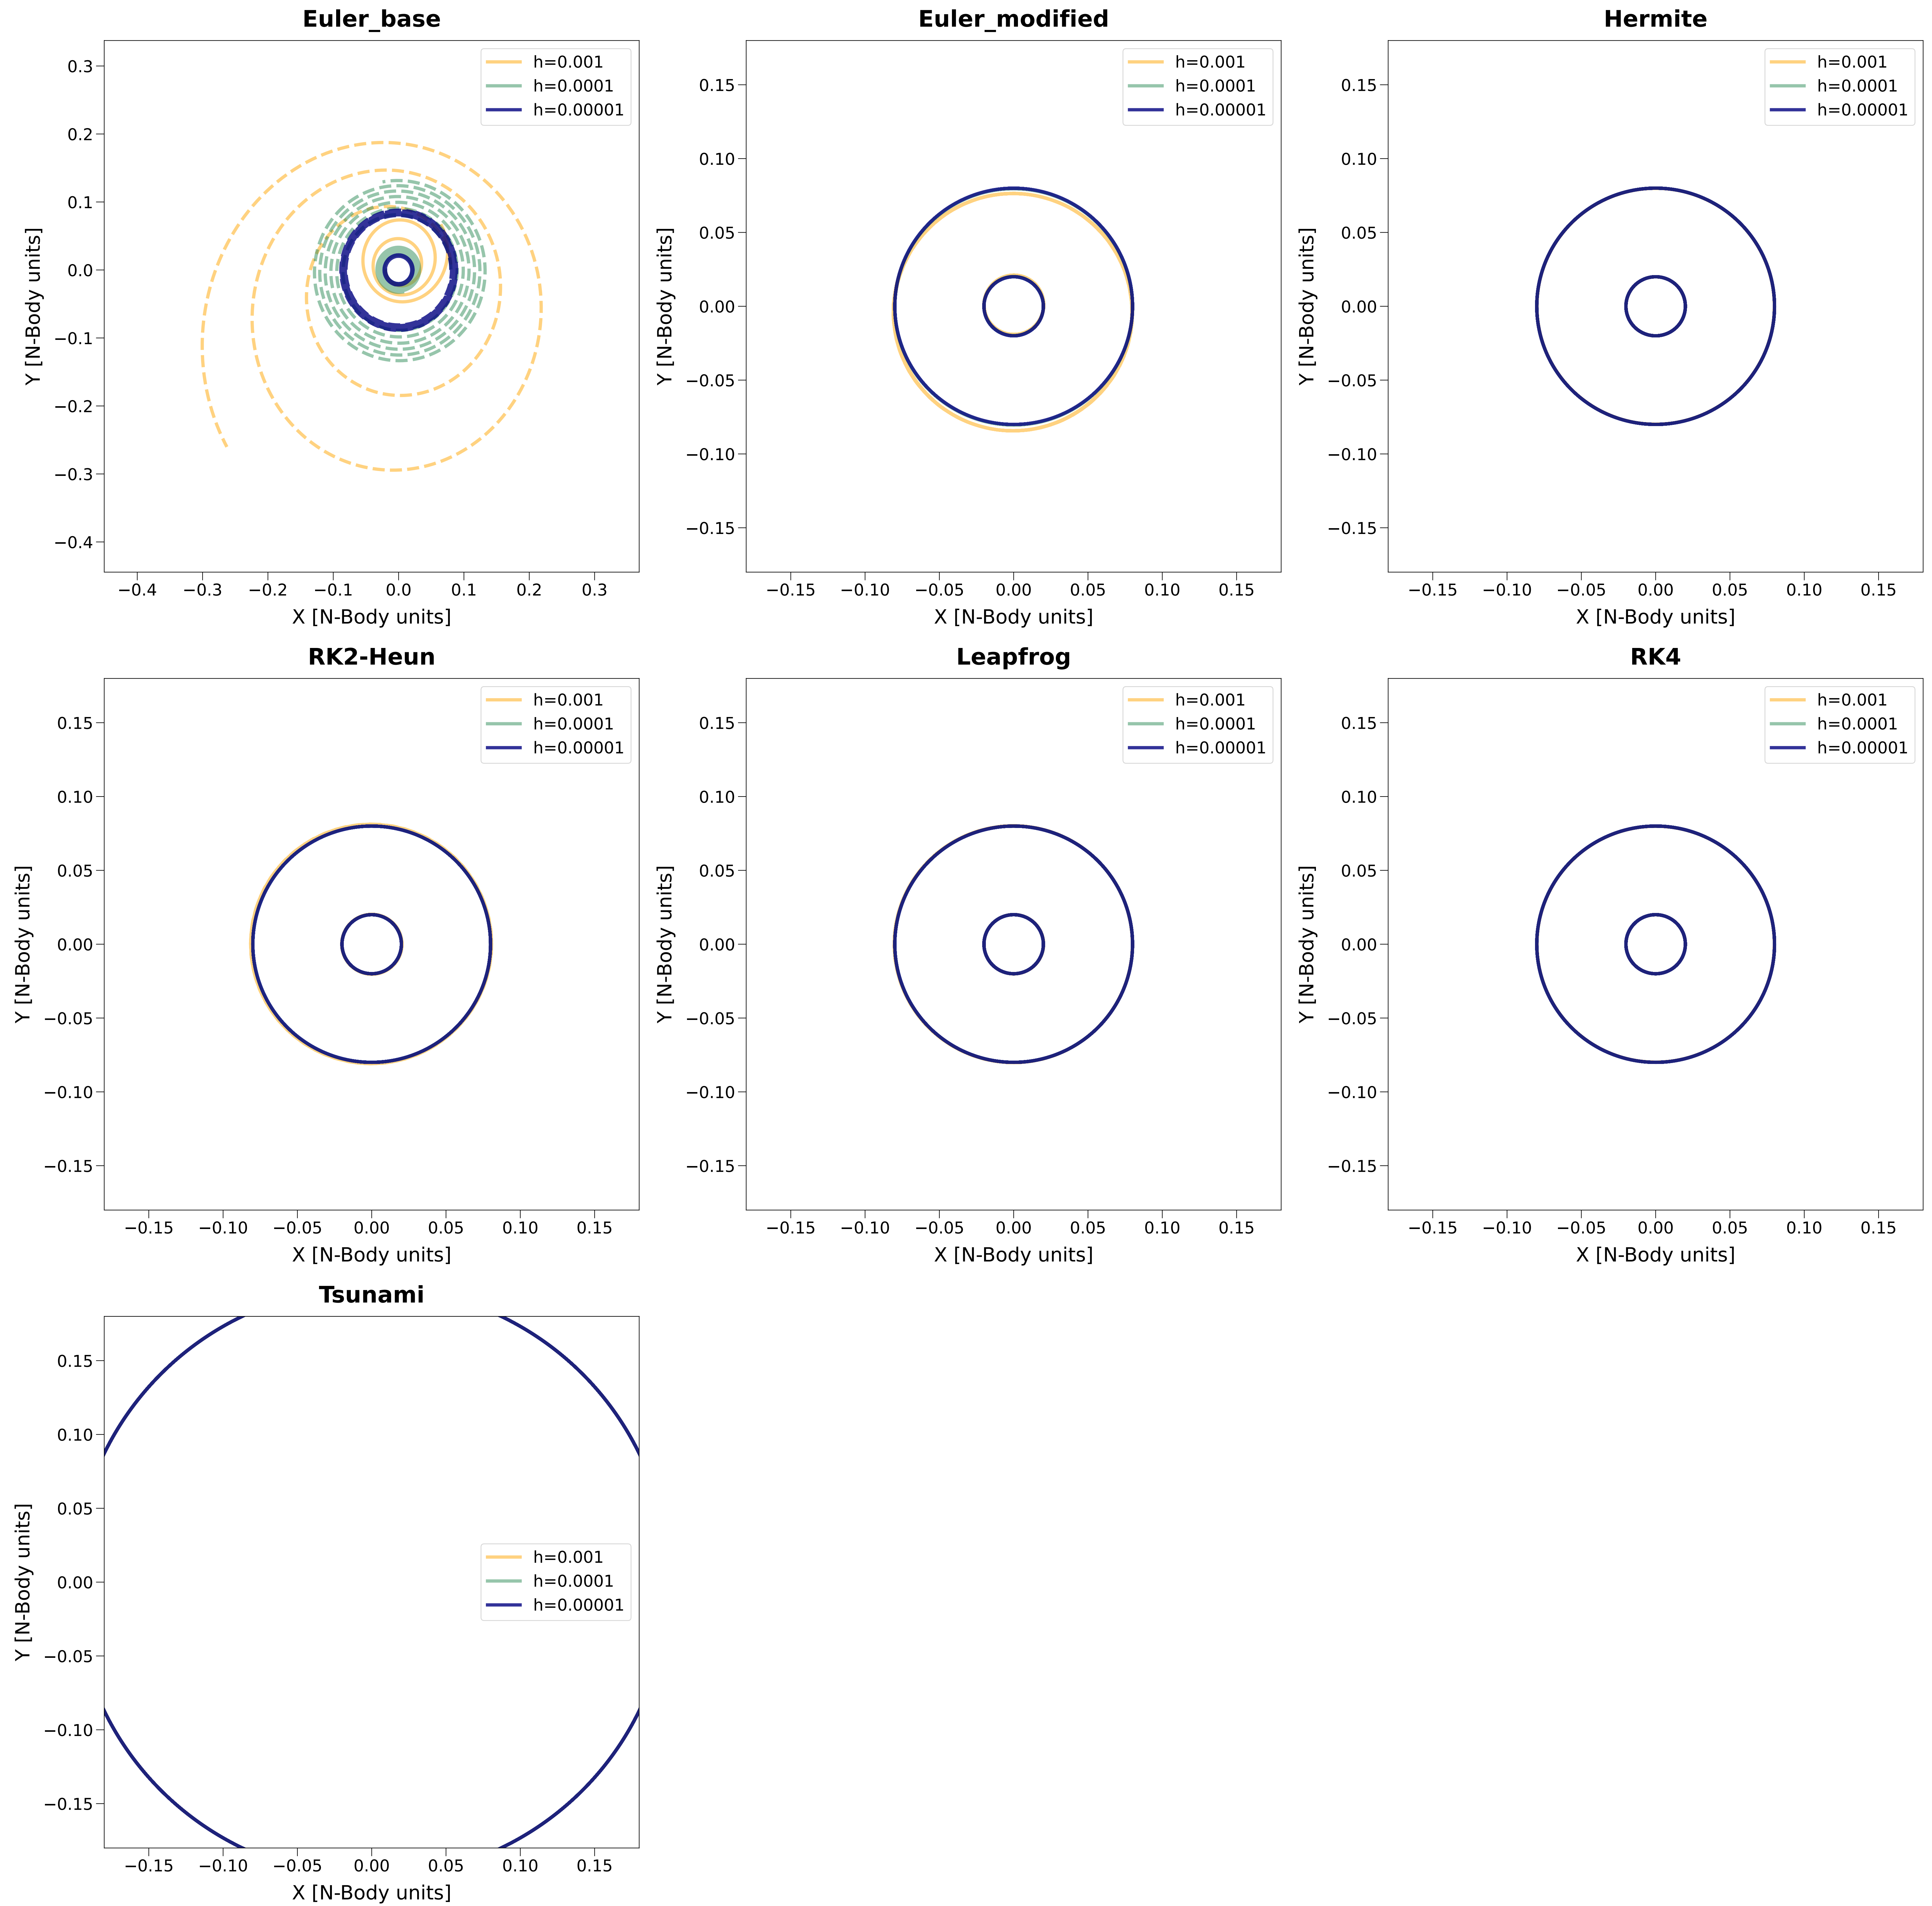 Euler_base
h=0.001
h=0.0001
h=0.00001
0.3
0.2
0.1
0.0
−0.1
−0.2
−0.3
−0.4
Y [N-Body units]
−0.4 −0.3 −0.2 −0.1 0.0 0.1 0.2 0.3
X [N-Body units]
Euler_modified
h=0.001
h=0.0001
h=0.00001
0.15
0.10
0.05
0.00
−0.05
−0.10
−0.15
Y [N-Body units]
−0.15 −0.10 −0.05 0.00 0.05 0.10 0.15
X [N-Body units]
Hermite
h=0.001
h=0.0001
h=0.00001
0.15
0.10
0.05
0.00
−0.05
−0.10
−0.15
Y [N-Body units]
−0.15 −0.10 −0.05 0.00 0.05 0.10 0.15
X [N-Body units]
RK2-Heun
h=0.001
h=0.0001
h=0.00001
0.15
0.10
0.05
0.00
−0.05
−0.10
−0.15
Y [N-Body units]
−0.15 −0.10 −0.05 0.00 0.05 0.10 0.15
X [N-Body units]
Leapfrog
h=0.001
h=0.0001
h=0.00001
0.15
0.10
0.05
0.00
−0.05
−0.10
−0.15
Y [N-Body units]
−0.15 −0.10 −0.05 0.00 0.05 0.10 0.15
X [N-Body units]
RK4
h=0.001
h=0.0001
h=0.00001
0.15
0.10
0.05
0.00
−0.05
−0.10
−0.15
Y [N-Body units]
−0.15 −0.10 −0.05 0.00 0.05 0.10 0.15
X [N-Body units]
Tsunami
h=0.001
h=0.0001
h=0.00001
0.15
0.10
0.05
0.00
−0.05
−0.10
−0.15
Y [N-Body units]
−0.15 −0.10 −0.05 0.00 0.05 0.10 0.15
X [N-Body units]